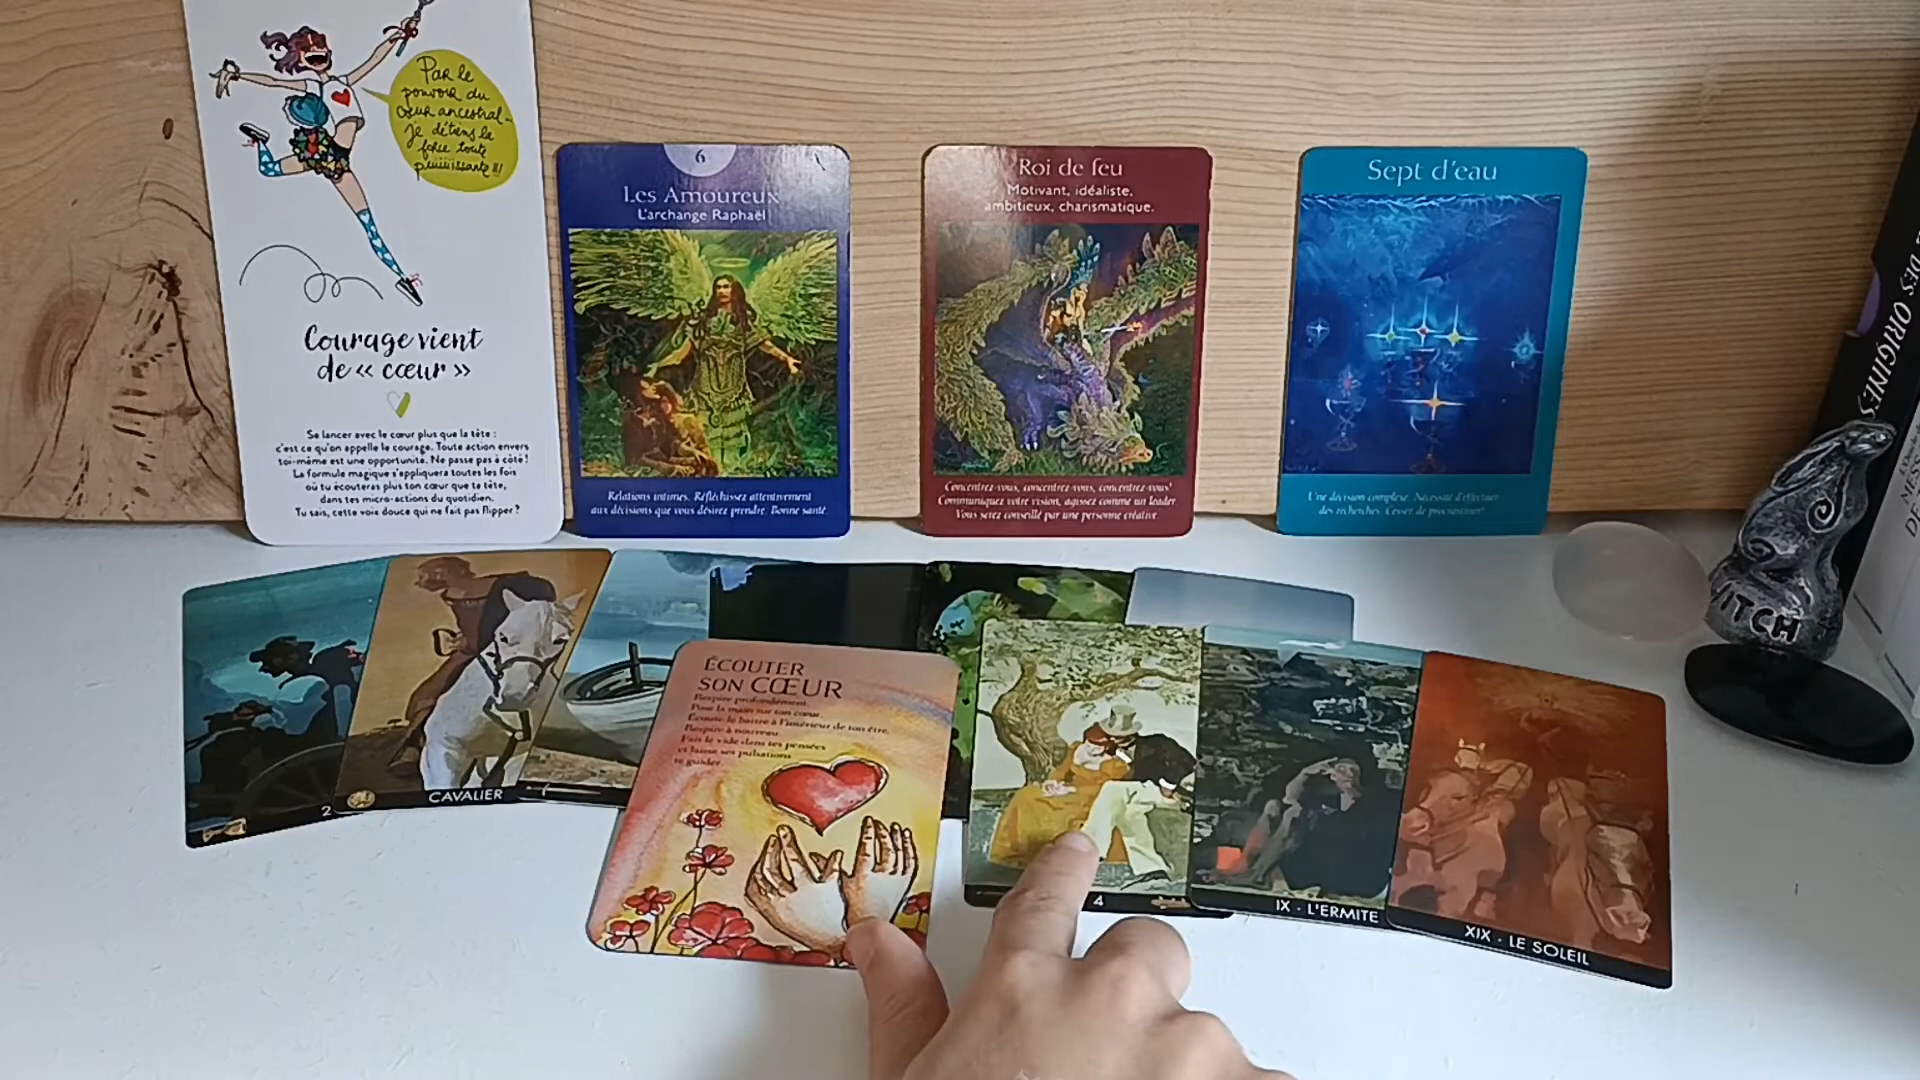 Par le
pouvoir du
cœur ancestral
Je détiens la
force toute
puiiiissante !!!
Courage vient
de « cœur »
Se lancer avec le cœur plus que la tête :
c'est ce qu'on appelle le courage. Toute action envers
toi-même est une opportunité. Ne passe pas à côté !
La formule magique s'appliquera toutes les fois
où tu écouteras plus ton cœur que ta tête,
dans tes micro-actions du quotidien.
Tu sais, cette voix douce qui ne fait pas flipper ?
6
Les Amoureux
L'archange Raphaël
Relations intimes. Réfléchissez attentivement
aux décisions que vous désirez prendre. Bonne santé.
Roi de feu
Motivant, idéaliste,
ambitieux, charismatique.
Concentrez-vous, concentrez-vous, concentrez-vous!
Communiquez votre vision, agissez comme un leader.
Vous serez conseillé par une personne créative.
Sept d'eau
Une décision complexe. Nécessité d'effectuer
des recherches. Cessez de procrastiner!
DES ORIGINES
WITCH
2
CAVALIER
ÉCOUTER
SON CŒUR
Respire profondément.
Pose la main sur ton cœur.
Écoute-le battre à l'intérieur de ton être.
Respire à nouveau.
Fais le vide dans tes pensées
et laisse ses pulsations
te guider.
4
IX - L'ERMITE
XIX - LE SOLEIL